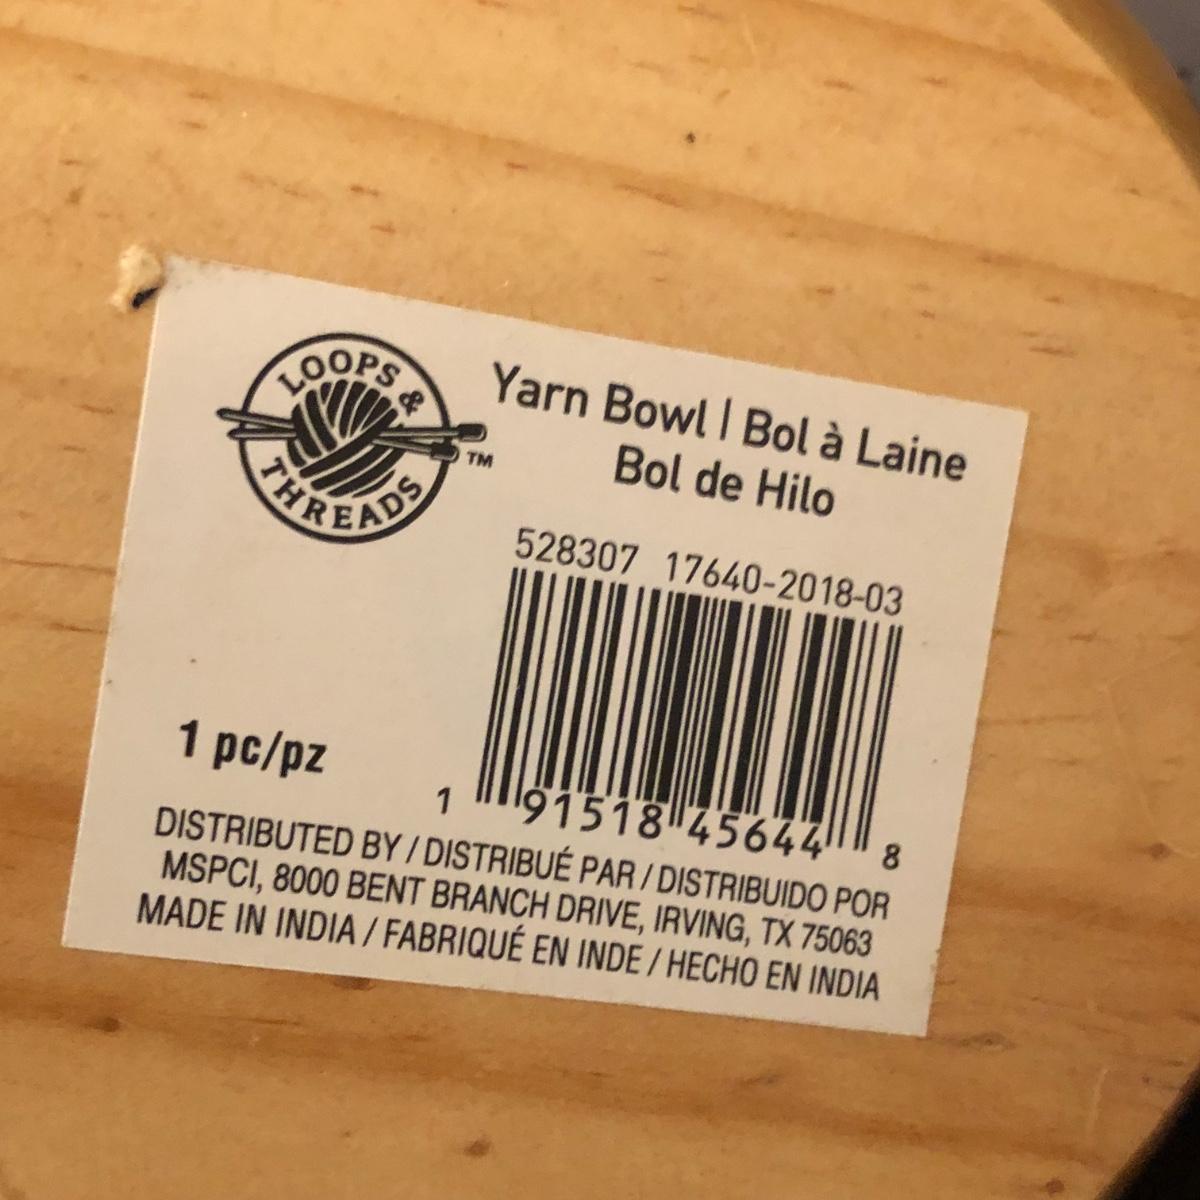 LOOPS &
THREADS
TM
Yarn Bowl | Bol à Laine
Bol de Hilo
528307 17640-2018-03
1 91518 45644 8
1 pc/pz
DISTRIBUTED BY / DISTRIBUÉ PAR / DISTRIBUIDO POR
MSPCI, 8000 BENT BRANCH DRIVE, IRVING, TX 75063
MADE IN INDIA / FABRIQUÉ EN INDE / HECHO EN INDIA